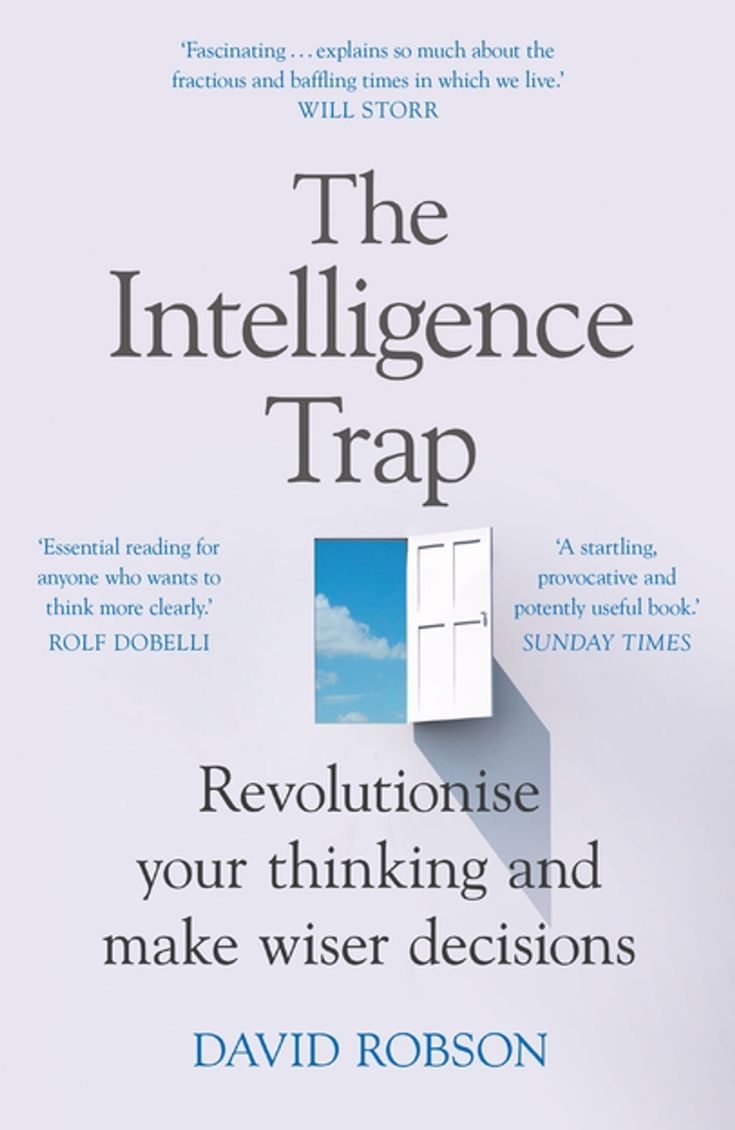 ‘Fascinating . . . explains so much about the
fractious and baffling times in which we live.’
WILL STORR
The
Intelligence
Trap
‘Essential reading for
anyone who wants to
think more clearly.’
ROLF DOBELLI
‘A startling,
provocative and
potently useful book.’
SUNDAY TIMES
Revolutionise
your thinking and
make wiser decisions
DAVID ROBSON